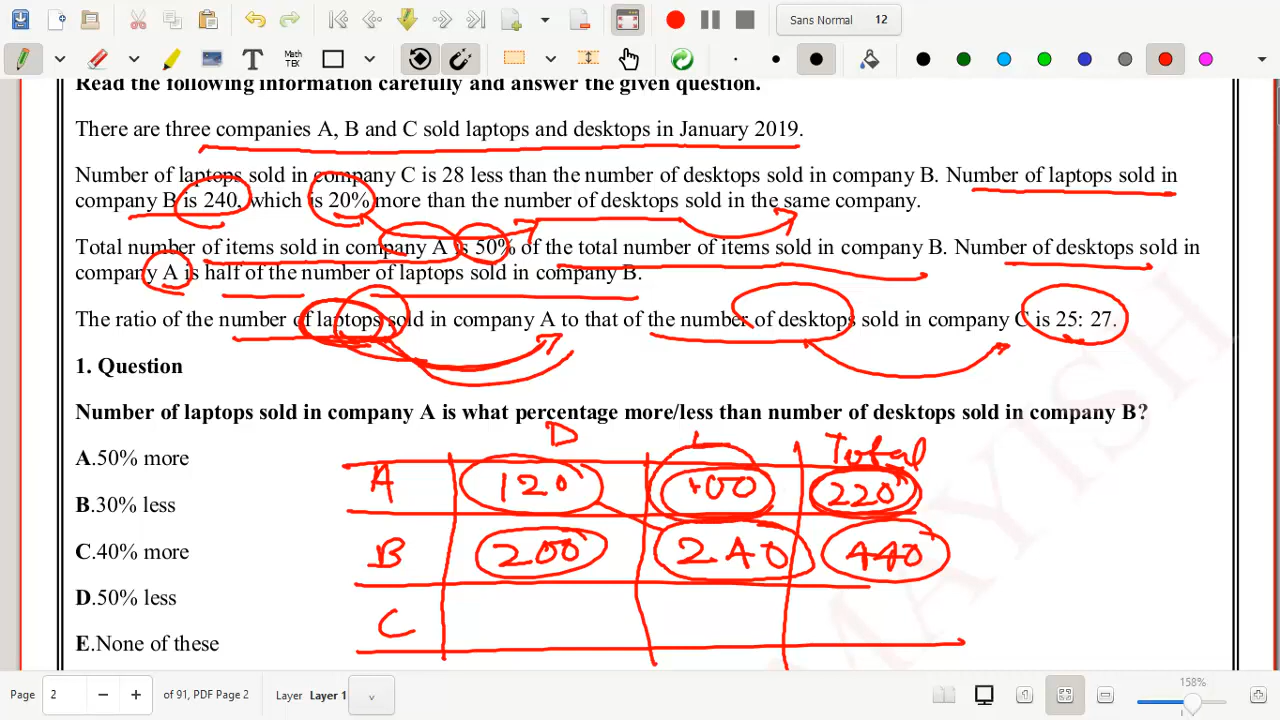 Sans Normal 12
Math
TEX
Read the following information carefully and answer the given question.
There are three companies A, B and C sold laptops and desktops in January 2019.
Number of laptops sold in company C is 28 less than the number of desktops sold in company B. Number of laptops sold in
company B is 240, which is 20% more than the number of desktops sold in the same company.
Total number of items sold in company A is 50% of the total number of items sold in company B. Number of desktops sold in
company A is half of the number of laptops sold in company B.
The ratio of the number of laptops sold in company A to that of the number of desktops sold in company C is 25: 27.
1. Question
Number of laptops sold in company A is what percentage more/less than number of desktops sold in company B?
D L Total
A.50% more
A 120 100 220
B.30% less
C.40% more
B 200 240 440
D.50% less
C
E.None of these
MAYISH
Page 2 of 91, PDF Page 2 Layer Layer 1 158%